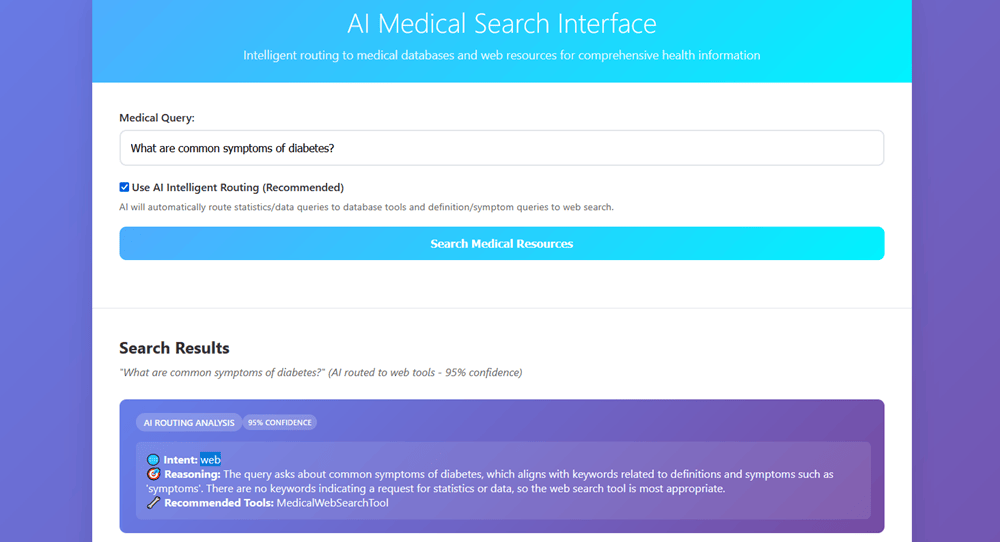 AI Medical Search Interface
Intelligent routing to medical databases and web resources for comprehensive health information
Medical Query:
What are common symptoms of diabetes?
Use AI Intelligent Routing (Recommended)
AI will automatically route statistics/data queries to database tools and definition/symptom queries to web search.
Search Medical Resources
Search Results
"What are common symptoms of diabetes?" (AI routed to web tools - 95% confidence)
AI ROUTING ANALYSIS 95% CONFIDENCE
Intent: web
Reasoning: The query asks about common symptoms of diabetes, which aligns with keywords related to definitions and symptoms such as
'symptoms'. There are no keywords indicating a request for statistics or data, so the web search tool is most appropriate.
Recommended Tools: MedicalWebSearchTool